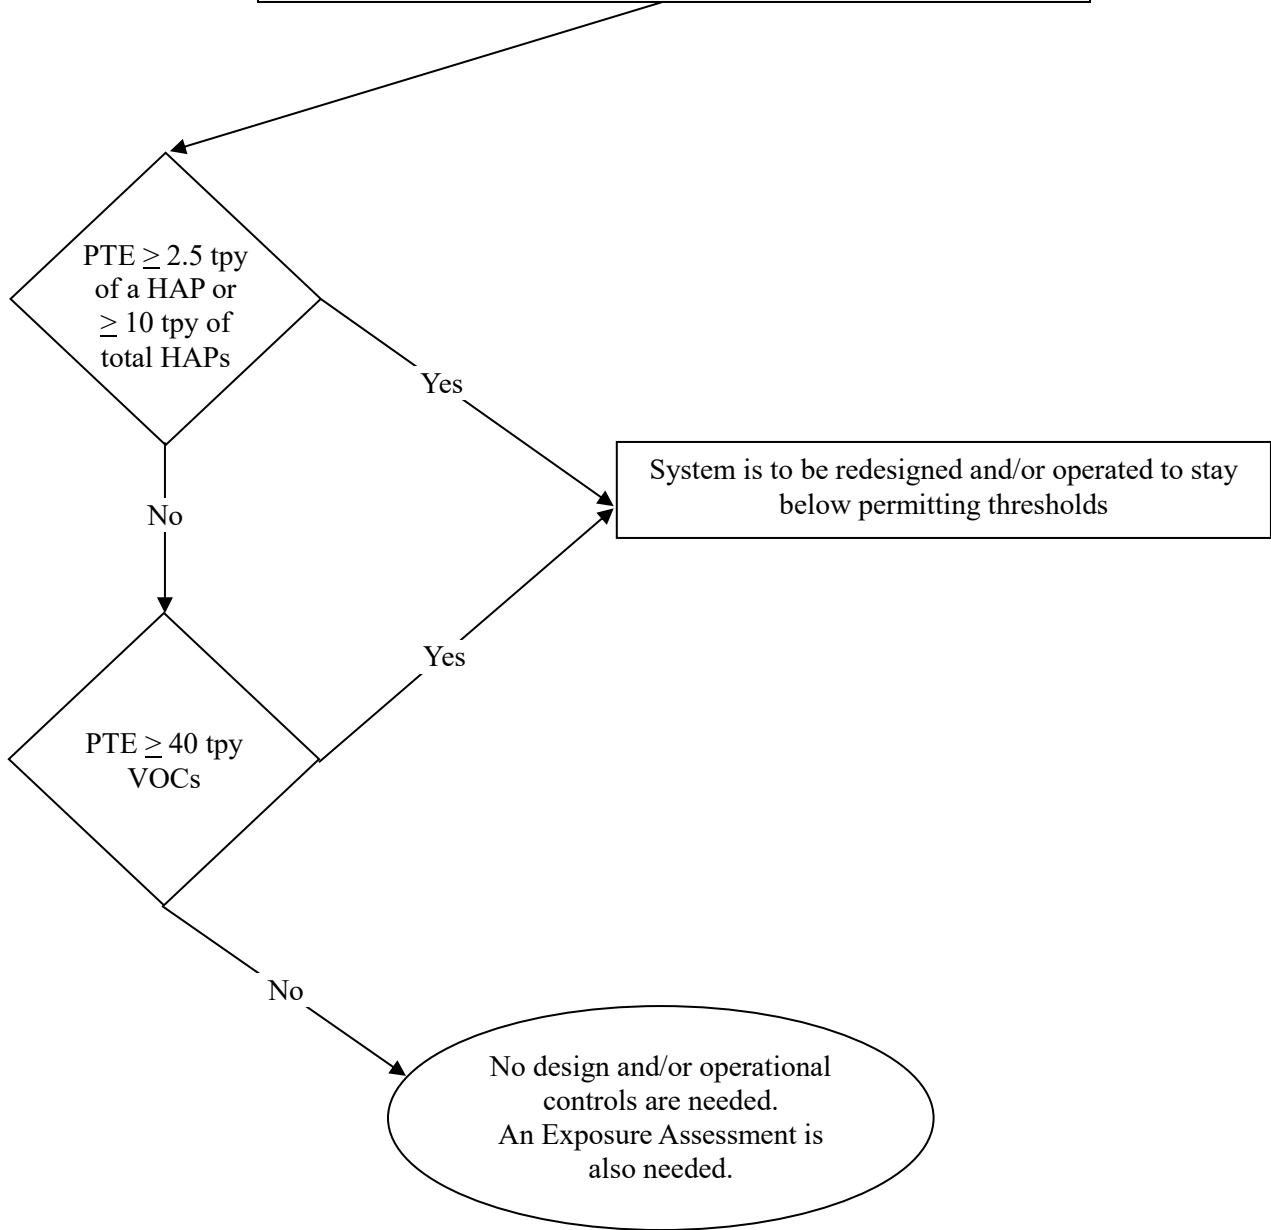 PTE ≥ 2.5 tpy
of a HAP or
≥ 10 tpy of
total HAPs
Yes
System is to be redesigned and/or operated to stay
below permitting thresholds
No
Yes
PTE ≥ 40 tpy
VOCs
No
No design and/or operational
controls are needed.
An Exposure Assessment is
also needed.